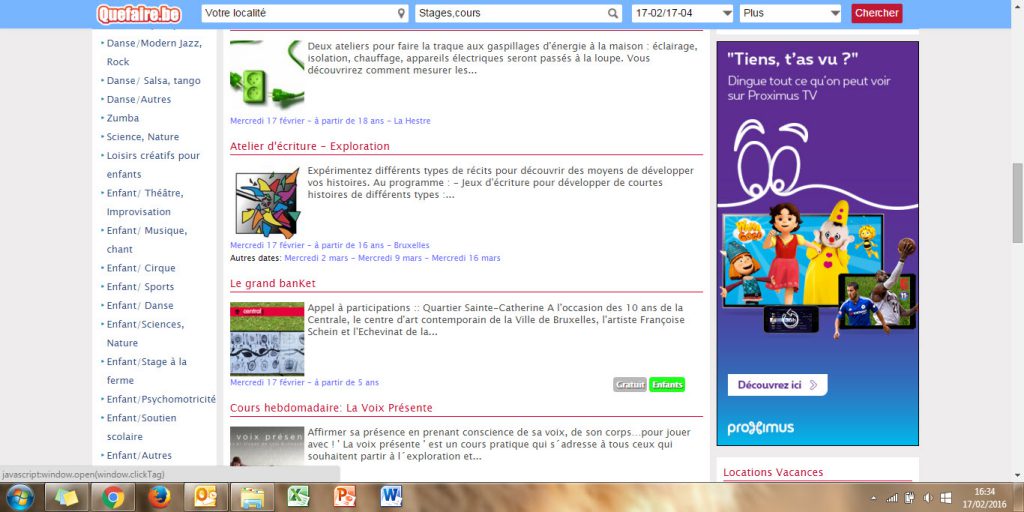 Quefaire.be
Votre localité
Stages,cours
17-02/17-04
Plus
Chercher
Danse/Modern Jazz,
Rock
Danse/ Salsa, tango
Danse/Autres
Zumba
Science, Nature
Loisirs créatifs pour
enfants
Enfant/ Théâtre,
Improvisation
Enfant/ Musique,
chant
Enfant/ Cirque
Enfant/ Sports
Enfant/ Danse
Enfant/Sciences,
Nature
Enfant/Stage à la
ferme
Enfant/Psychomotricité
Enfant/Soutien
scolaire
Enfant/Autres
Deux ateliers pour faire la traque aux gaspillages d'énergie à la maison : éclairage,
isolation, chauffage, appareils électriques seront passés à la loupe. Vous
découvrirez comment mesurer les...
Mercredi 17 février - à partir de 18 ans - La Hestre
Atelier d'écriture - Exploration
Expérimentez différents types de récits pour découvrir des moyens de développer
vos histoires. Au programme : - Jeux d'écriture pour développer de courtes
histoires de différents types :...
Mercredi 17 février - à partir de 16 ans - Bruxelles
Autres dates: Mercredi 2 mars - Mercredi 9 mars - Mercredi 16 mars
Le grand banKet
central
Appel à participations :: Quartier Sainte-Catherine A l'occasion des 10 ans de la
Centrale, le centre d'art contemporain de la Ville de Bruxelles, l'artiste Françoise
Schein et l'Echevinat de la...
Mercredi 17 février - à partir de 5 ans
Gratuit
Enfants
Cours hebdomadaire: La Voix Présente
voix présen
Affirmer sa présence en prenant conscience de sa voix, de son corps...pour jouer
avec ! ' La voix présente ' est un cours pratique qui s´adresse à tous ceux qui
souhaitent partir à l´exploration et...
"Tiens, t'as vu ?"
Dingue tout ce qu'on peut voir
sur Proximus TV
Découvrez ici
proximus
Locations Vacances
javascript:window.open(window.clickTag)
16:34
17/02/2016